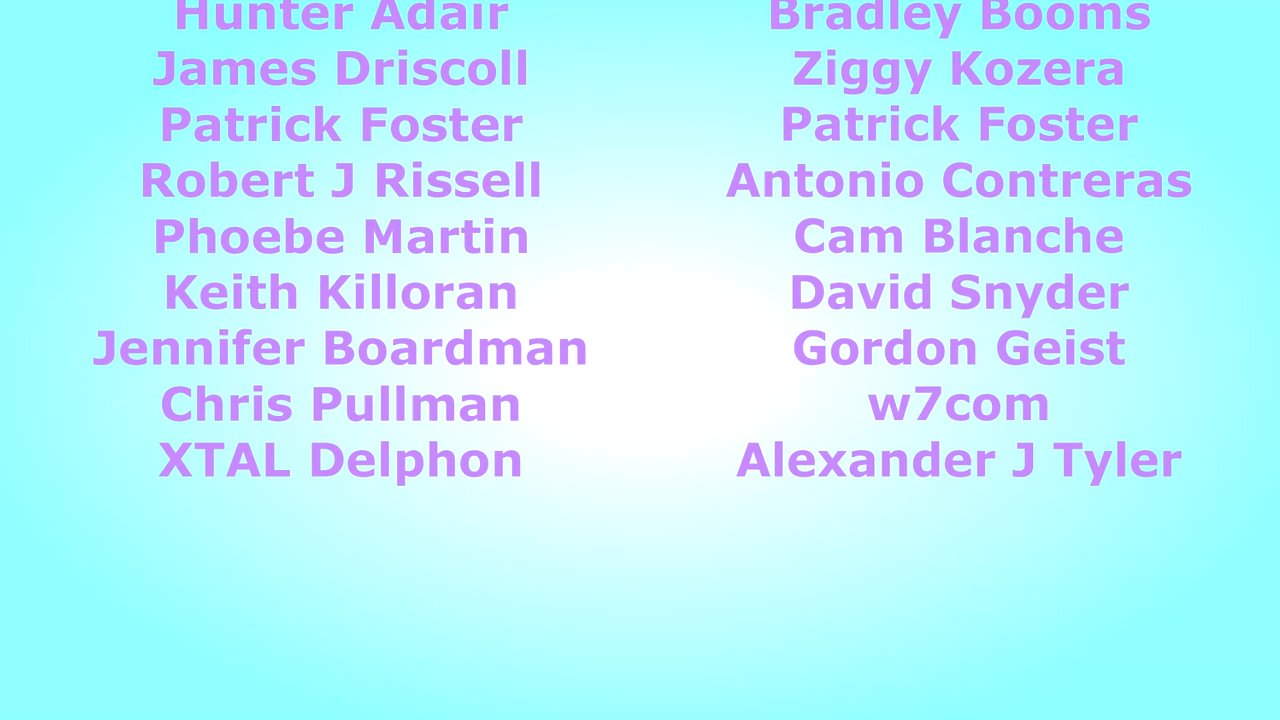 Hunter Adair Bradley Booms
James Driscoll Ziggy Kozera
Patrick Foster Patrick Foster
Robert J Rissell Antonio Contreras
Phoebe Martin Cam Blanche
Keith Killoran David Snyder
Jennifer Boardman Gordon Geist
Chris Pullman w7com
XTAL Delphon Alexander J Tyler